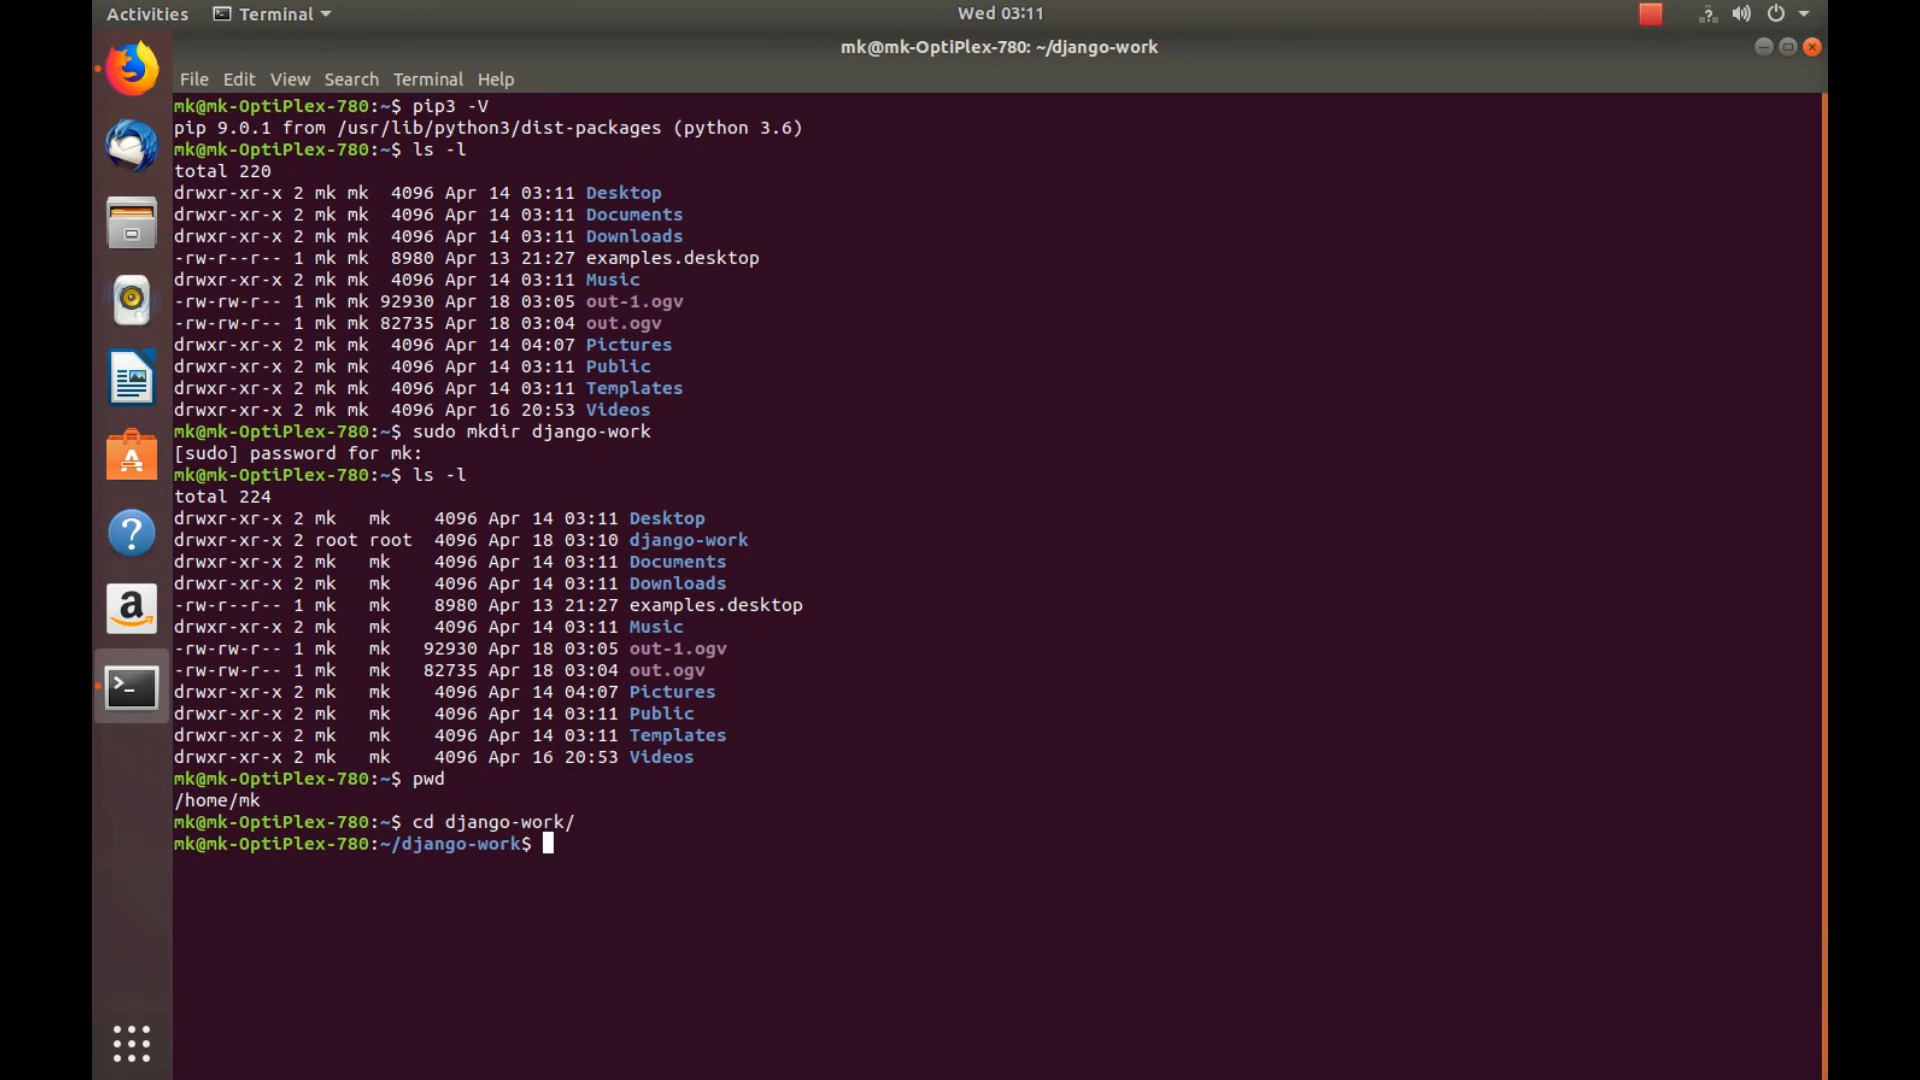 Activities Terminal Wed 03:11
mk@mk-OptiPlex-780: ~/django-work
File Edit View Search Terminal Help
mk@mk-OptiPlex-780:~$ pip3 -V
pip 9.0.1 from /usr/lib/python3/dist-packages (python 3.6)
mk@mk-OptiPlex-780:~$ ls -l
total 220
drwxr-xr-x 2 mk mk  4096 Apr 14 03:11 Desktop
drwxr-xr-x 2 mk mk  4096 Apr 14 03:11 Documents
drwxr-xr-x 2 mk mk  4096 Apr 14 03:11 Downloads
-rw-r--r-- 1 mk mk  8980 Apr 13 21:27 examples.desktop
drwxr-xr-x 2 mk mk  4096 Apr 14 03:11 Music
-rw-rw-r-- 1 mk mk 92930 Apr 18 03:05 out-1.ogv
-rw-rw-r-- 1 mk mk 82735 Apr 18 03:04 out.ogv
drwxr-xr-x 2 mk mk  4096 Apr 14 04:07 Pictures
drwxr-xr-x 2 mk mk  4096 Apr 14 03:11 Public
drwxr-xr-x 2 mk mk  4096 Apr 14 03:11 Templates
drwxr-xr-x 2 mk mk  4096 Apr 16 20:53 Videos
mk@mk-OptiPlex-780:~$ sudo mkdir django-work
[sudo] password for mk:
mk@mk-OptiPlex-780:~$ ls -l
total 224
drwxr-xr-x 2 mk   mk    4096 Apr 14 03:11 Desktop
drwxr-xr-x 2 root root  4096 Apr 18 03:10 django-work
drwxr-xr-x 2 mk   mk    4096 Apr 14 03:11 Documents
drwxr-xr-x 2 mk   mk    4096 Apr 14 03:11 Downloads
-rw-r--r-- 1 mk   mk    8980 Apr 13 21:27 examples.desktop
drwxr-xr-x 2 mk   mk    4096 Apr 14 03:11 Music
-rw-rw-r-- 1 mk   mk   92930 Apr 18 03:05 out-1.ogv
-rw-rw-r-- 1 mk   mk   82735 Apr 18 03:04 out.ogv
drwxr-xr-x 2 mk   mk    4096 Apr 14 04:07 Pictures
drwxr-xr-x 2 mk   mk    4096 Apr 14 03:11 Public
drwxr-xr-x 2 mk   mk    4096 Apr 14 03:11 Templates
drwxr-xr-x 2 mk   mk    4096 Apr 16 20:53 Videos
mk@mk-OptiPlex-780:~$ pwd
/home/mk
mk@mk-OptiPlex-780:~$ cd django-work/
mk@mk-OptiPlex-780:~/django-work$